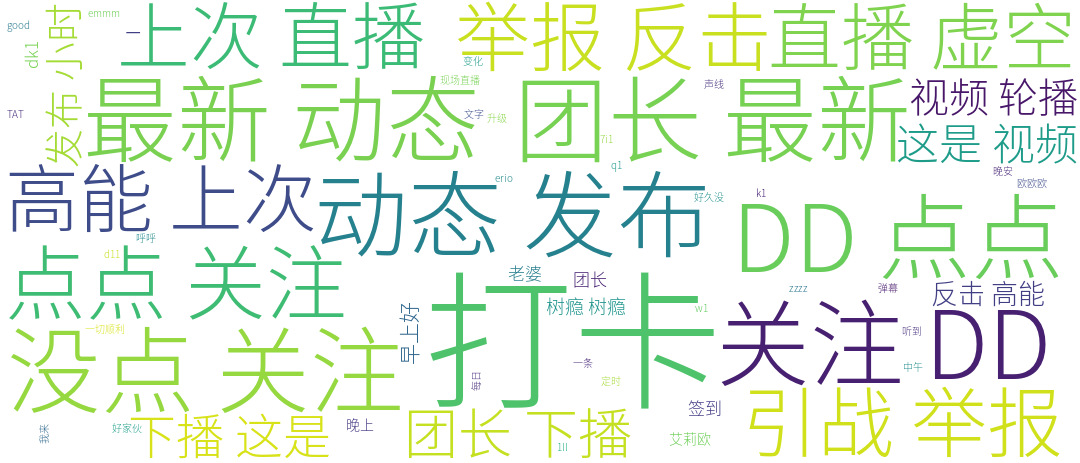 good
emmm
小时
dk1
一
上次 直播
举报 反击
直播 虚空
变化
现场直播
声线
TAT
发布
最新 动态
团长 最新
文字
升级
7i1
视频 轮播
这是 视频
高能 上次
动态 发布
erio
q1
好久没
k1
晚安
欧欧欧
DD 点点
呼呼
d11
点点 关注
老婆
团长
树瘾 树瘾
zzzz
弹幕
反击 高能
w1
打卡
早上好
一切顺利
没点 关注
关注 DD
听到
中午
一条
定时
每日
签到
引战 举报
我来
好家伙
下播 这是
晚上
团长 下播
1ll
艾莉欧